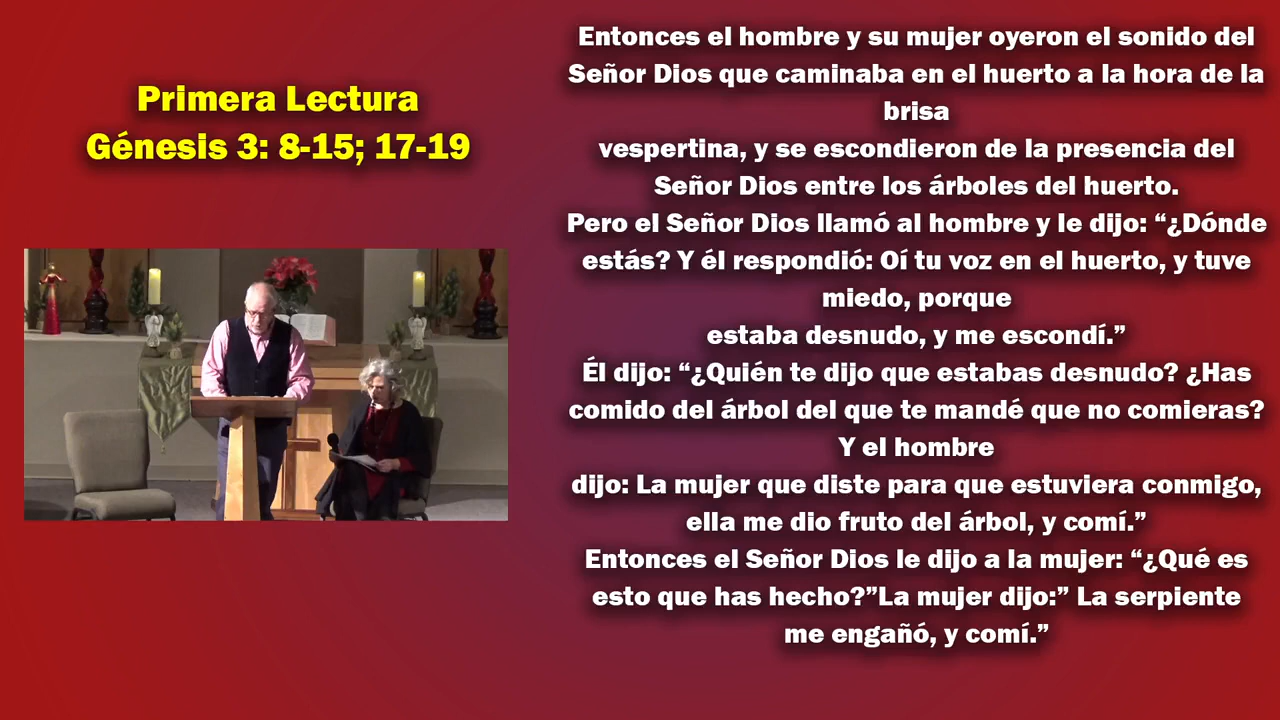 Primera Lectura
Génesis 3: 8-15; 17-19
Entonces el hombre y su mujer oyeron el sonido del
Señor Dios que caminaba en el huerto a la hora de la
brisa
vespertina, y se escondieron de la presencia del
Señor Dios entre los árboles del huerto.
Pero el Señor Dios llamó al hombre y le dijo: “¿Dónde
estás? Y él respondió: Oí tu voz en el huerto, y tuve
miedo, porque
estaba desnudo, y me escondí.”
Él dijo: “¿Quién te dijo que estabas desnudo? ¿Has
comido del árbol del que te mandé que no comieras?
Y el hombre
dijo: La mujer que diste para que estuviera conmigo,
ella me dio fruto del árbol, y comí.”
Entonces el Señor Dios le dijo a la mujer: “¿Qué es
esto que has hecho?”La mujer dijo:” La serpiente
me engañó, y comí.”